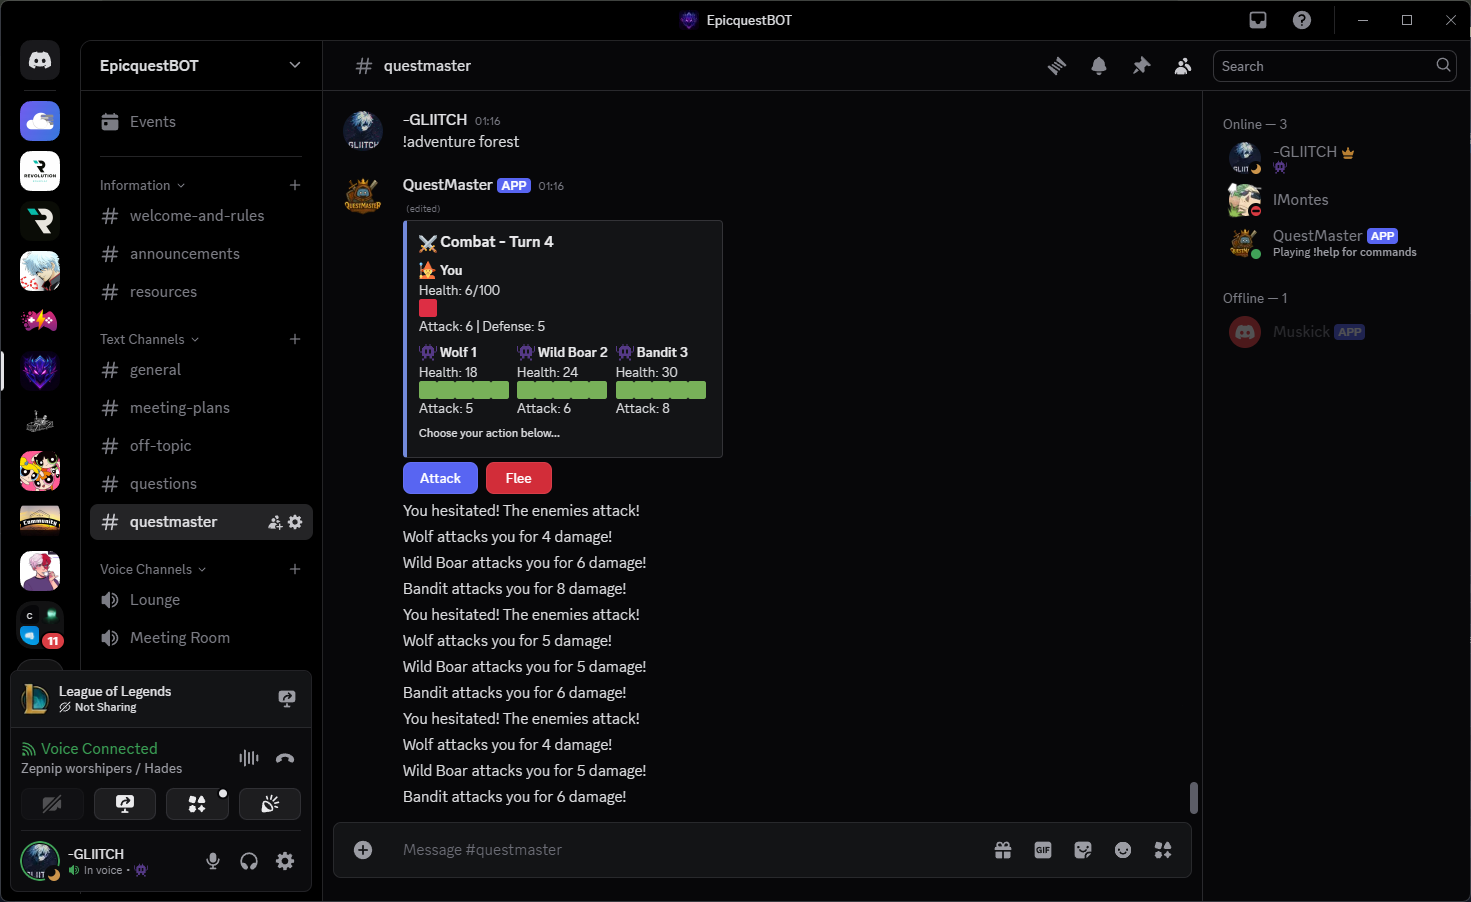 EpicquestBOT
EpicquestBOT
Events
Information
welcome-and-rules
announcements
resources
Text Channels
general
meeting-plans
off-topic
questions
questmaster
Voice Channels
Lounge
Meeting Room
REVOLUTION
Community
C
11
League of Legends
Not Sharing
Voice Connected
Zepnip worshipers / Hades
-GLIITCH
In voice •
questmaster
Search
GLIITCH
-GLIITCH 01:16
!adventure forest
QUESTMASTER
QuestMaster APP 01:16
(edited)
Combat - Turn 4
You
Health: 6/100
Attack: 6 | Defense: 5
Wolf 1 Wild Boar 2 Bandit 3
Health: 18 Health: 24 Health: 30
Attack: 5 Attack: 6 Attack: 8
Choose your action below...
Attack Flee
You hesitated! The enemies attack!
Wolf attacks you for 4 damage!
Wild Boar attacks you for 6 damage!
Bandit attacks you for 8 damage!
You hesitated! The enemies attack!
Wolf attacks you for 5 damage!
Wild Boar attacks you for 5 damage!
Bandit attacks you for 6 damage!
You hesitated! The enemies attack!
Wolf attacks you for 4 damage!
Wild Boar attacks you for 5 damage!
Bandit attacks you for 6 damage!
Message #questmaster
GIF
Online — 3
-GLIITCH
IMontes
QuestMaster APP
Playing !help for commands
Offline — 1
Muskick APP